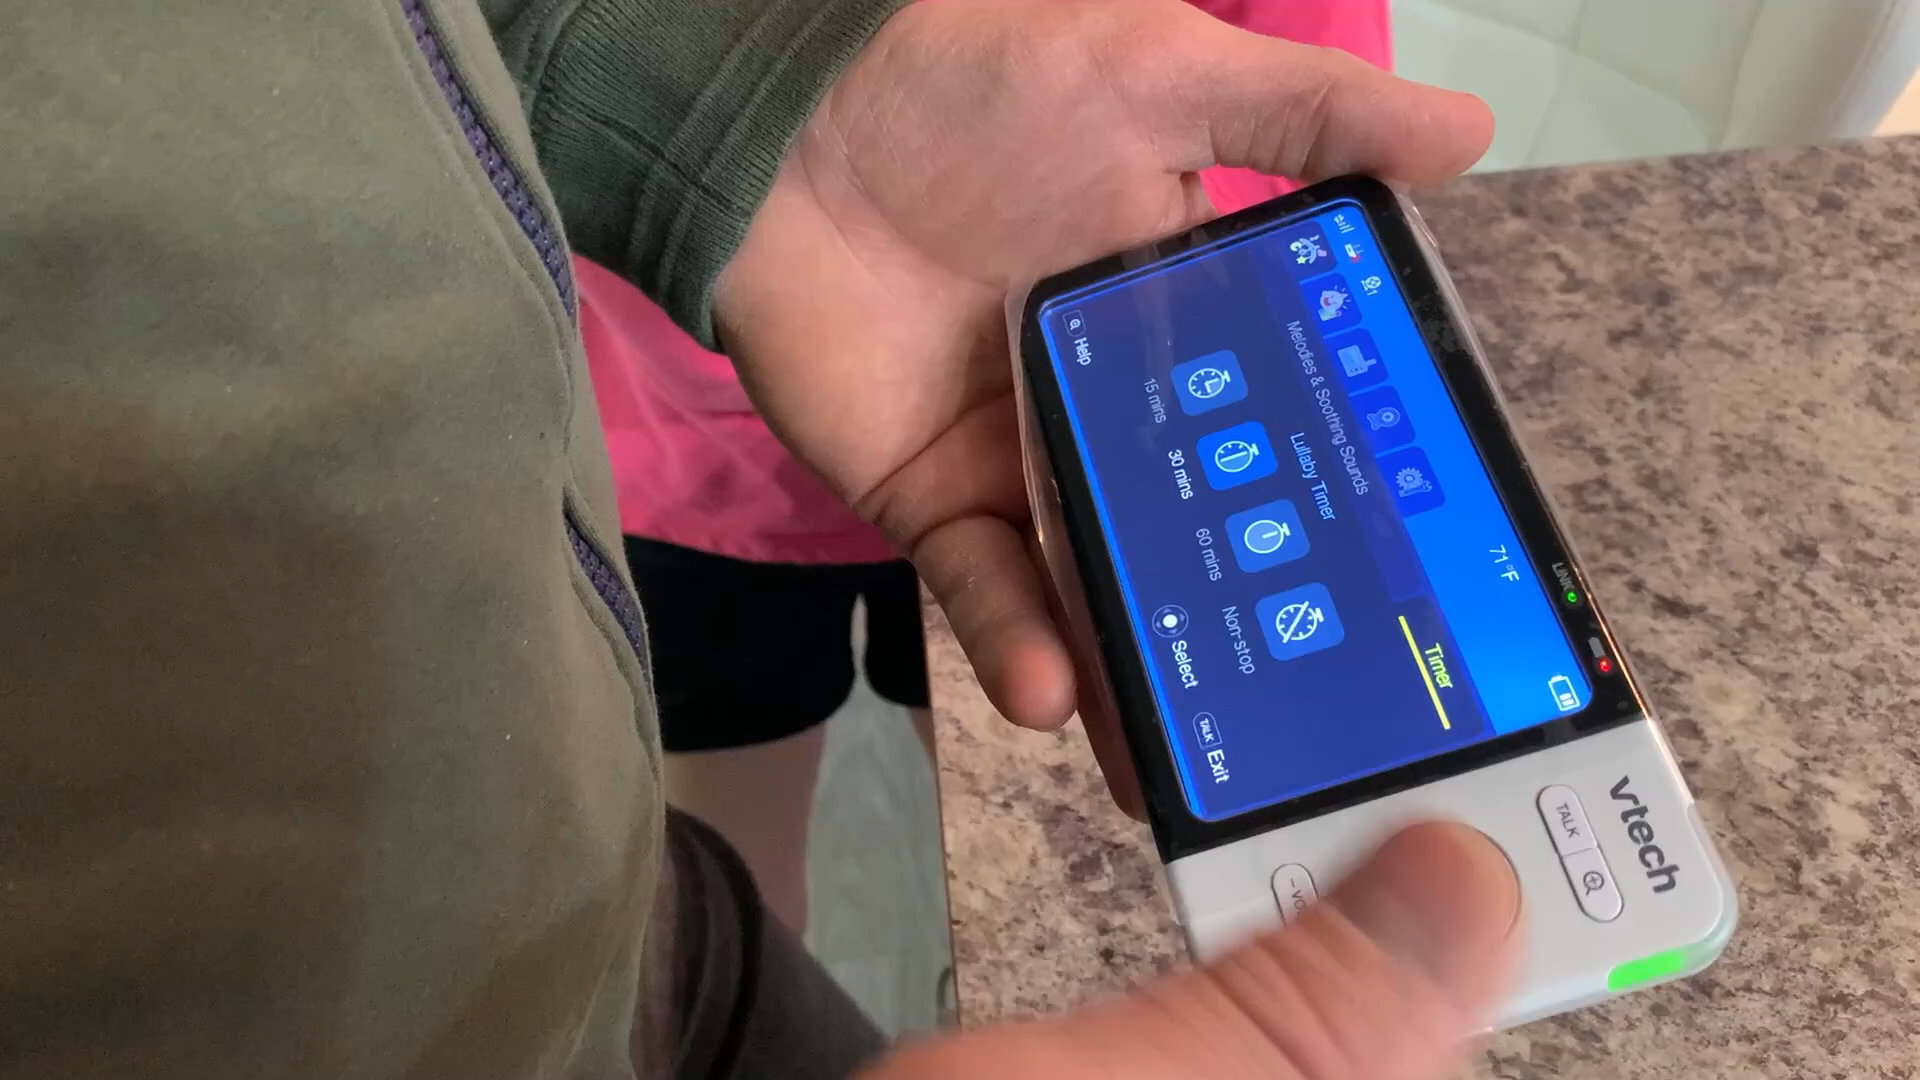 1
71 °F
Melodies & Soothing Sounds
Timer
Lullaby Timer
15 mins
30 mins
60 mins
Non-stop
Help
Select
TALK Exit
LINK
vtech
TALK